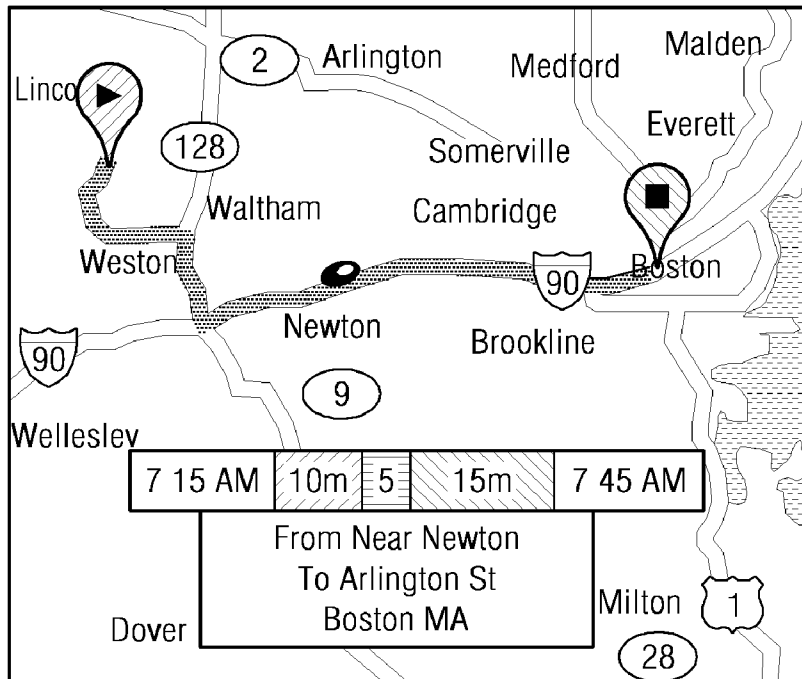 Malden
2
Arlington
Medford
Linco
Everett
128
Somerville
Waltham
Cambridge
Weston
Boston
90
Newton
Brookline
90
9
Wellesley
7 15 AM 10m 5 15m 7 45 AM
From Near Newton
To Arlington St
Boston MA
Milton
1
Dover
28